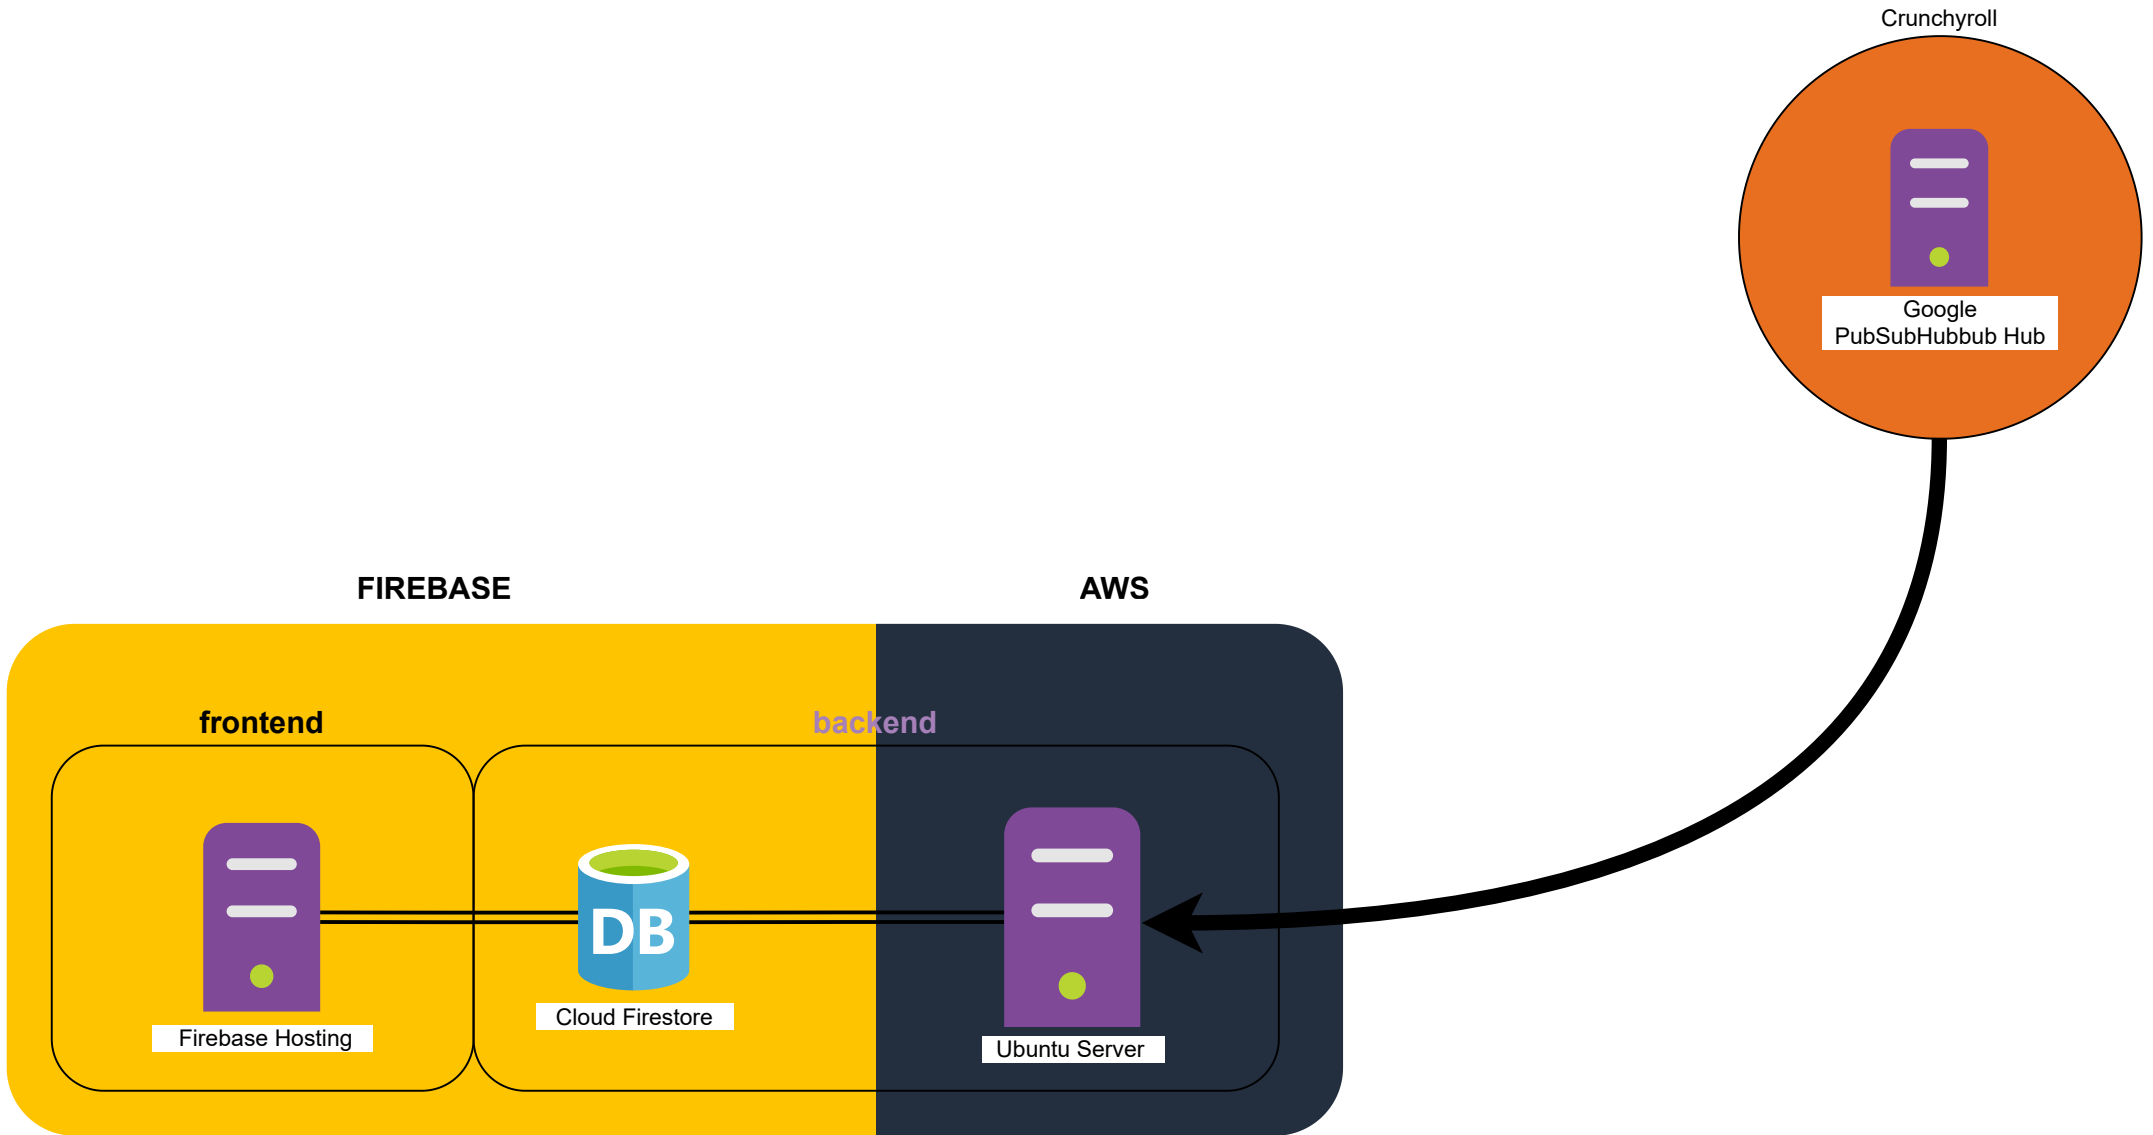 Crunchyroll
Google
PubSubHubbub Hub
FIREBASE
AWS
frontend
backend
DB
Cloud Firestore
Firebase Hosting
Ubuntu Server